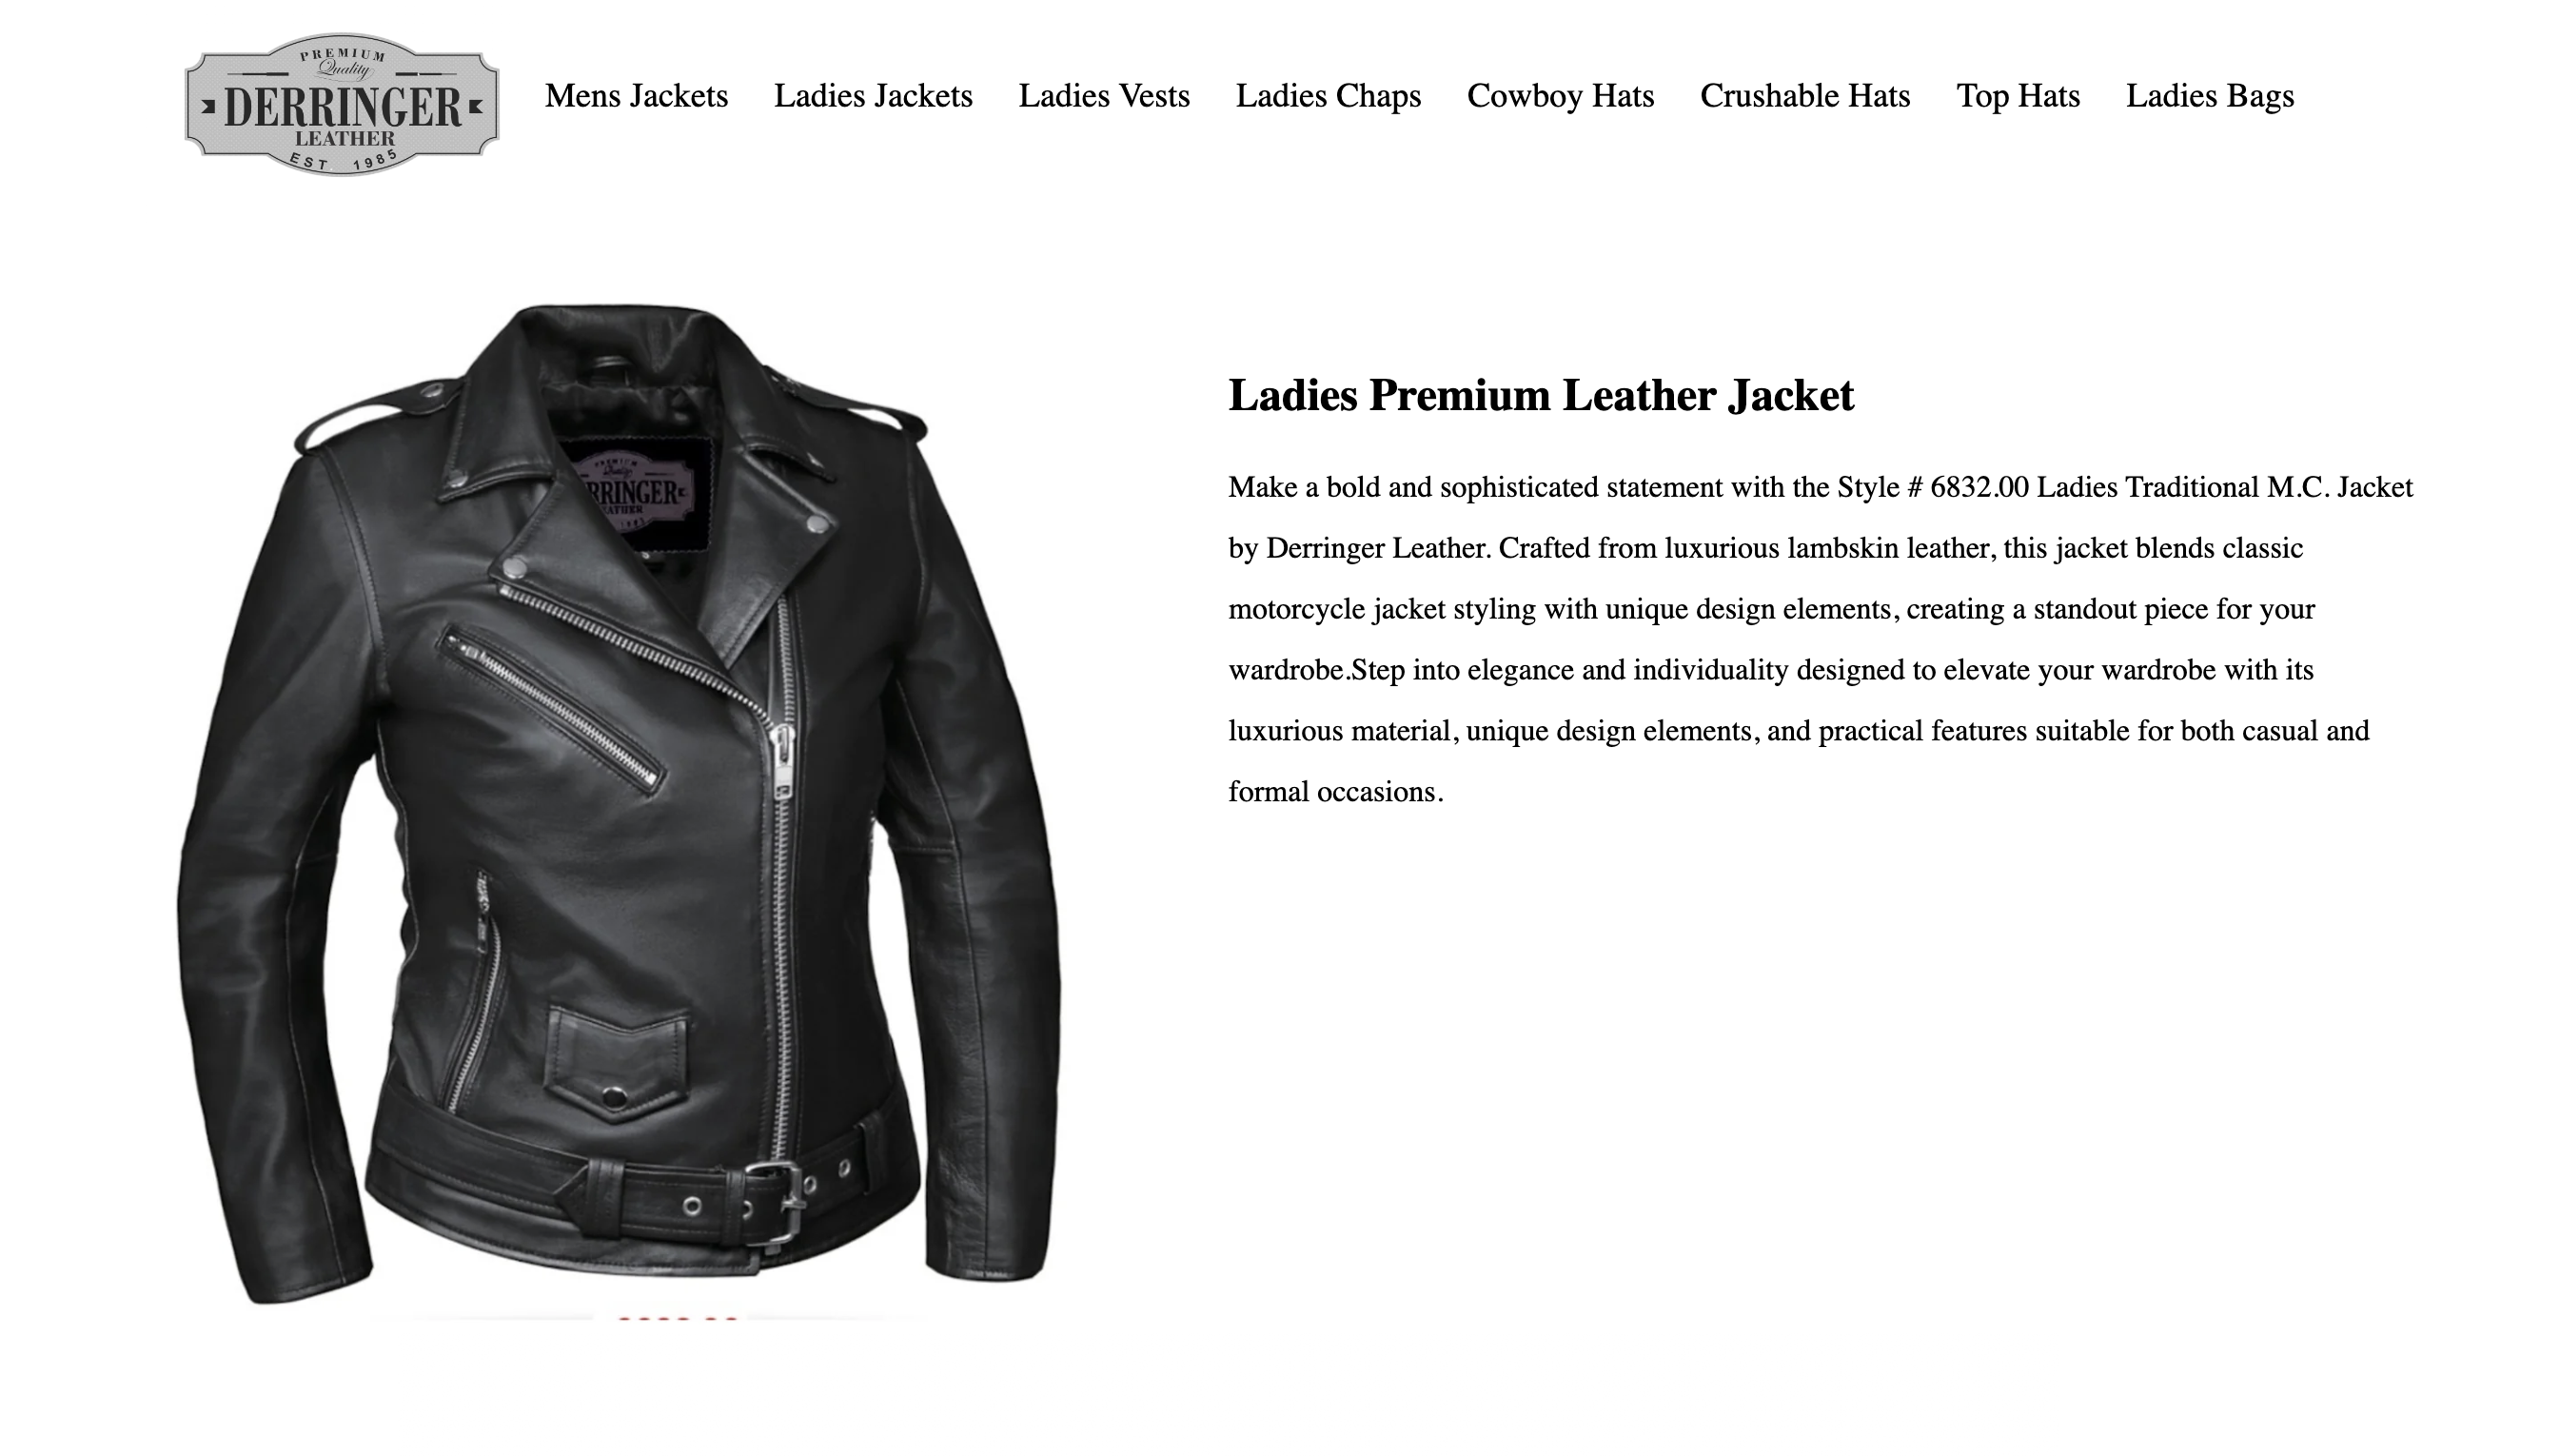 PREMIUM
Quality
DERRINGER
LEATHER
EST. 1985
Mens Jackets Ladies Jackets Ladies Vests Ladies Chaps Cowboy Hats Crushable Hats Top Hats Ladies Bags
PREMIUM
Quality
RRINGER
EATHER
Ladies Premium Leather Jacket
Make a bold and sophisticated statement with the Style # 6832.00 Ladies Traditional M.C. Jacket
by Derringer Leather. Crafted from luxurious lambskin leather, this jacket blends classic
motorcycle jacket styling with unique design elements, creating a standout piece for your
wardrobe.Step into elegance and individuality designed to elevate your wardrobe with its
luxurious material, unique design elements, and practical features suitable for both casual and
formal occasions.